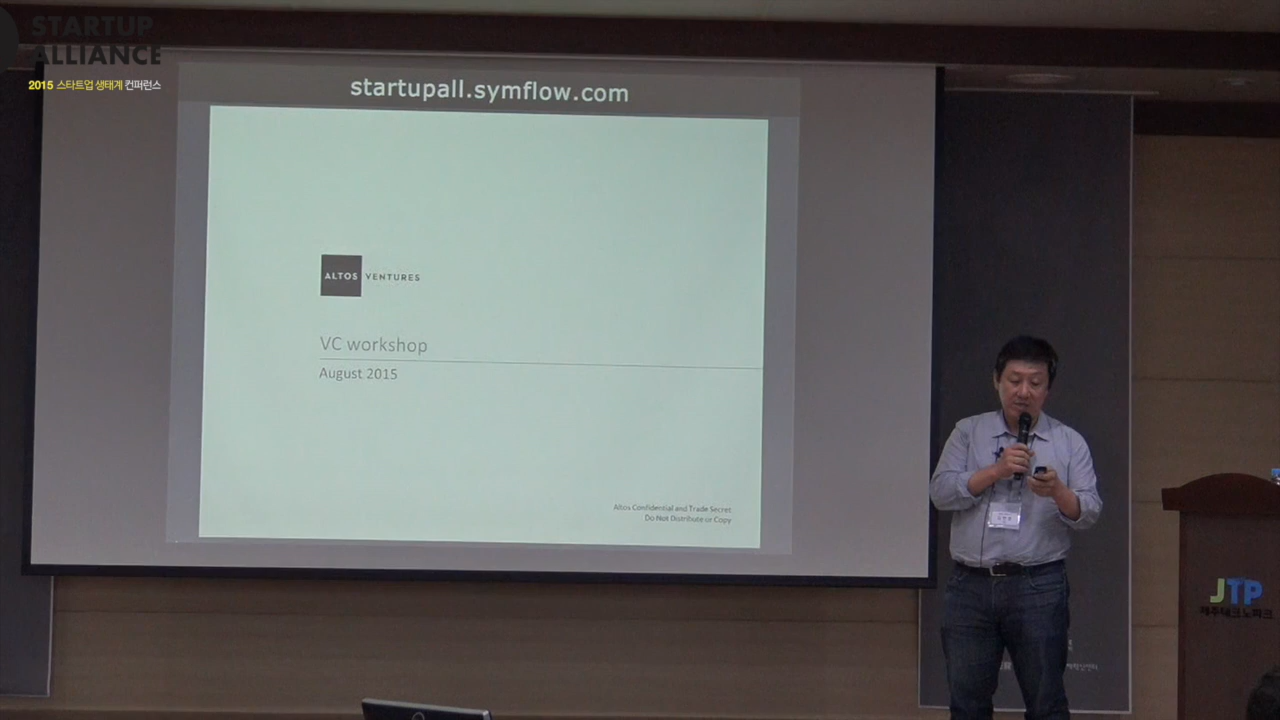 STARTUP
ALLIANCE
2015 스타트업 생태계 컨퍼런스
startupall.symflow.com
ALTOS VENTURES
VC workshop
August 2015
Altos Confidential and Trade Secret
Do Not Distribute or Copy
JTP
제주테크노파크